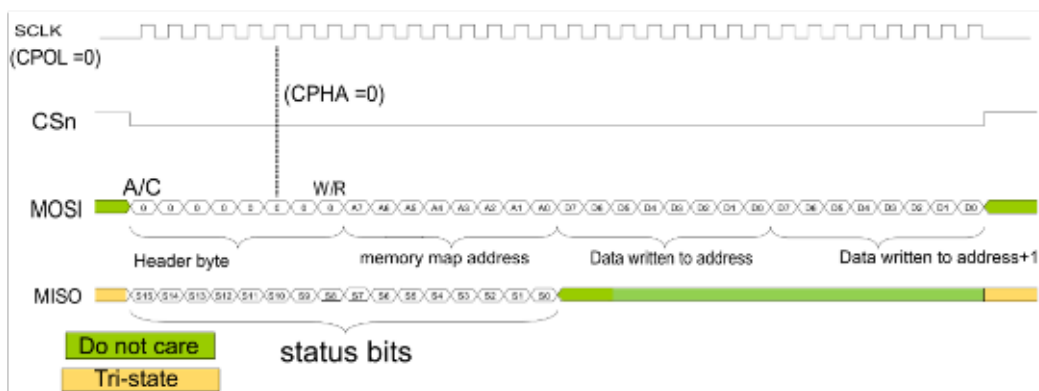 SCLK
(CPOL =0)
(CPHA =0)
CSn
A/C
W/R
MOSI
0 0 0 0 0 0 0 0 A7 A6 A5 A4 A3 A2 A1 A0 D7 D6 D5 D4 D3 D2 D1 D0 D7 D6 D5 D4 D3 D2 D1 D0
Header byte
memory map address
Data written to address
Data written to address+1
MISO
S15 S14 S13 S12 S11 S10 S9 S8 S7 S6 S5 S4 S3 S2 S1 S0
status bits
Do not care
Tri-state